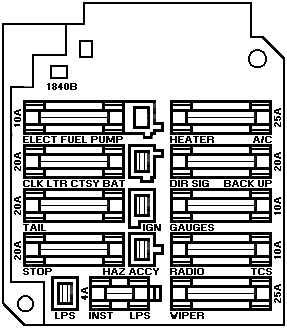 1840B
10A 25A
ELECT FUEL PUMP HEATER A/C
20A 20A
CLK LTR CTSY BAT DIR SIG BACK UP
20A 10A
TAIL IGN GAUGES
20A 10A
STOP HAZ ACCY RADIO TCS
4A 25A
LPS INST LPS WIPER